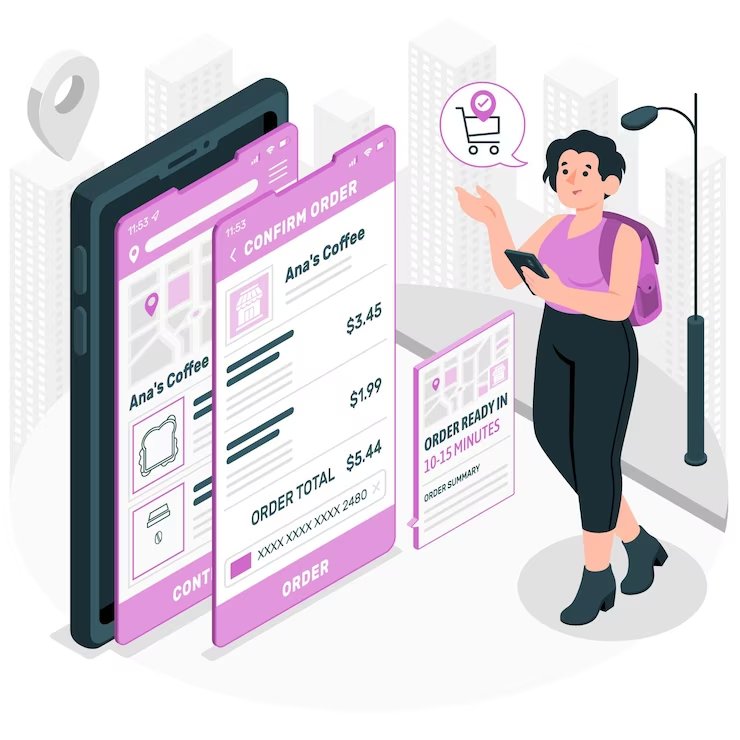 11:53
Ana's Coffee
CONT
11:53
CONFIRM ORDER
Ana's Coffee
$3.45
$1.99
ORDER TOTAL $5.44
XXXX XXXX XXXX 2480
ORDER
ORDER READY IN
10-15 MINUTES
ORDER SUMMARY